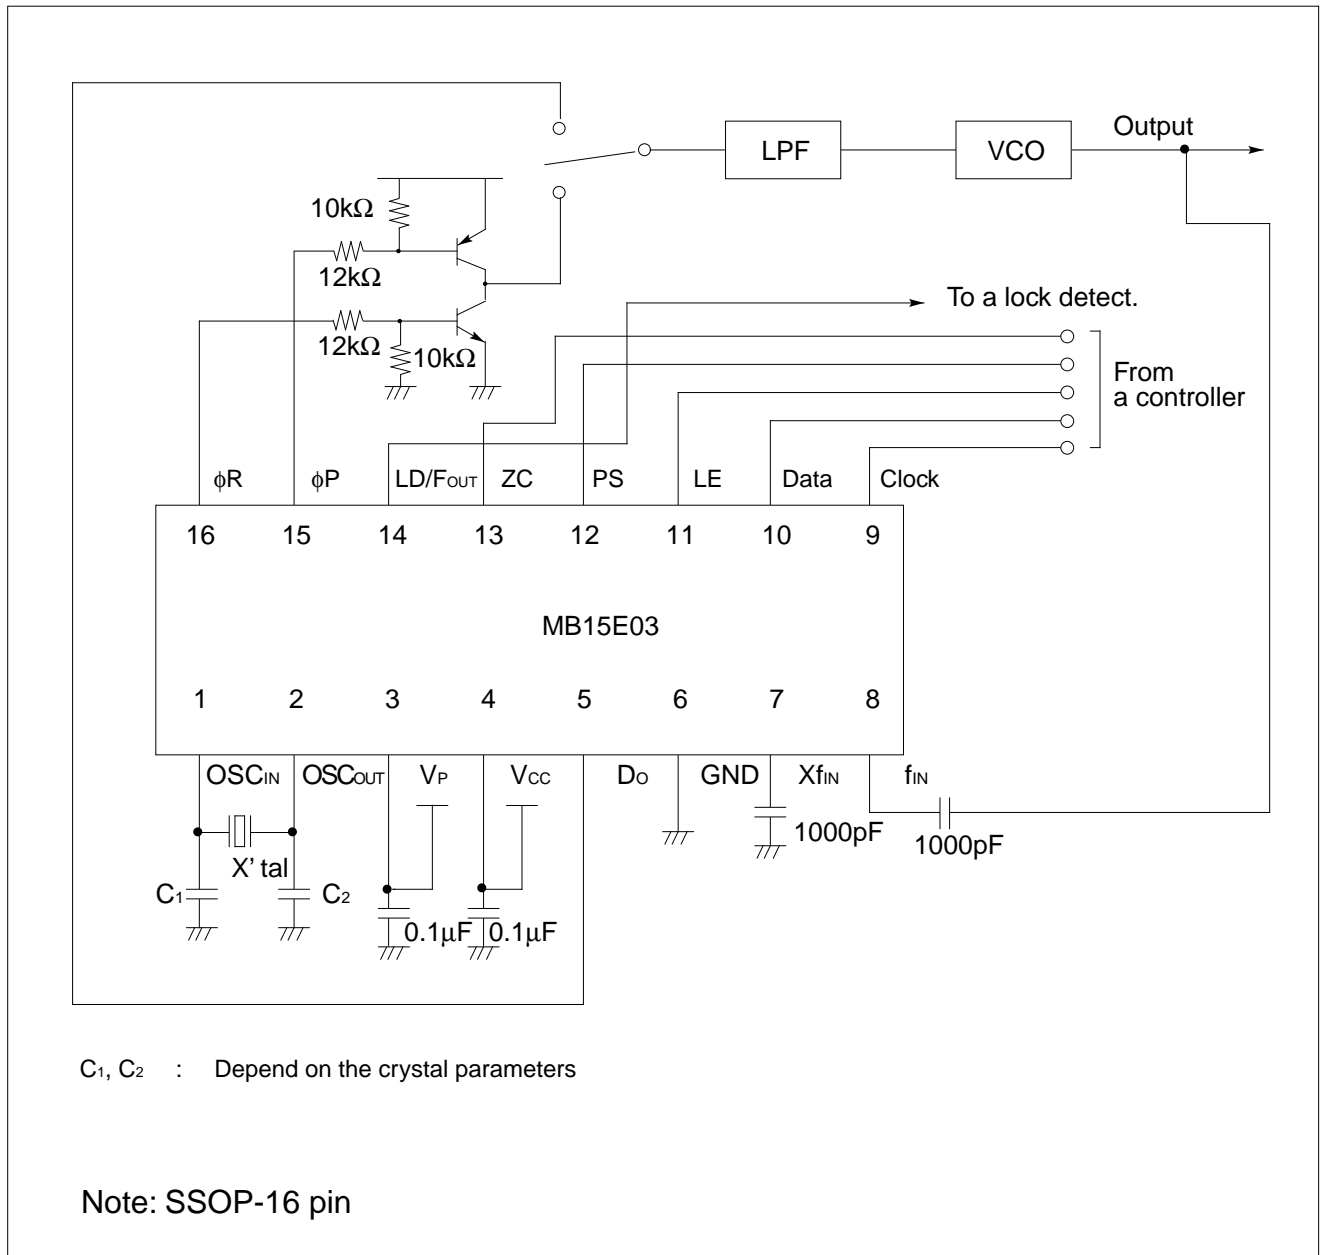 Output
LPF
VCO
10kΩ
12kΩ
12kΩ
10kΩ
To a lock detect.
From
a controller
ϕR
ϕP
LD/FOUT
ZC
PS
LE
Data
Clock
16
15
14
13
12
11
10
9
MB15E03
1
2
3
4
5
6
7
8
OSCIN
OSCOUT
VP
VCC
DO
GND
XfIN
fIN
X' tal
1000pF
1000pF
C1
C2
0.1µF
0.1µF
C1, C2 : Depend on the crystal parameters
Note: SSOP-16 pin